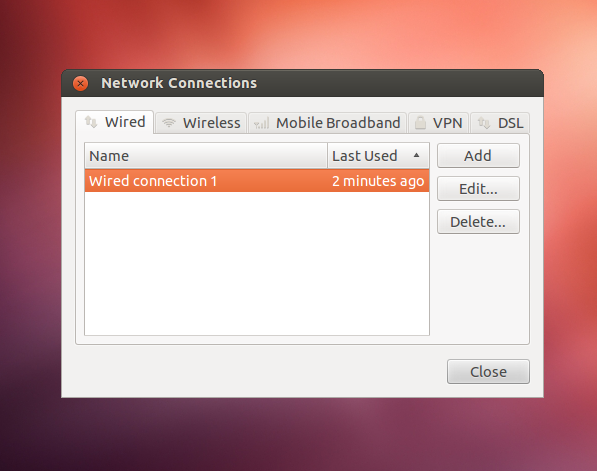 Network Connections
Wired Wireless Mobile Broadband VPN DSL
Name Last Used Add
Wired connection 1 2 minutes ago
Edit...
Delete...
Close